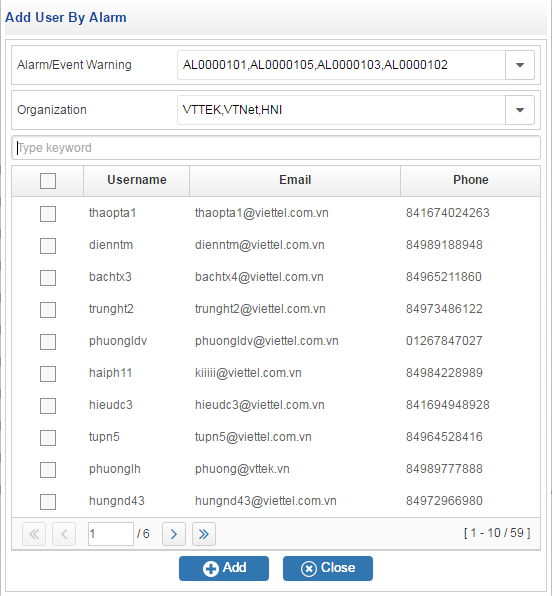 Add User By Alarm
Alarm/Event Warning AL0000101,AL0000105,AL0000103,AL0000102
Organization VTTEK,VTNet,HNI
Type keyword
Username Email Phone
thaopta1 thaopta1@viettel.com.vn 841674024263
dienntm dienntm@viettel.com.vn 84989188948
bachtx3 bachtx4@viettel.com.vn 84965211860
trunght2 trunght2@viettel.com.vn 84973486122
phuongldv phuongldv@viettel.com.vn 01267847027
haiph11 kiiiii@viettel.com.vn 84984228989
hieudc3 hieudc3@viettel.com.vn 841694948928
tupn5 tupn5@viettel.com.vn 84964528416
phuonglh phuong@vttek.vn 84989777888
hungnd43 hungnd43@viettel.com.vn 84972966980
1 / 6 [ 1 - 10 / 59 ]
Add Close